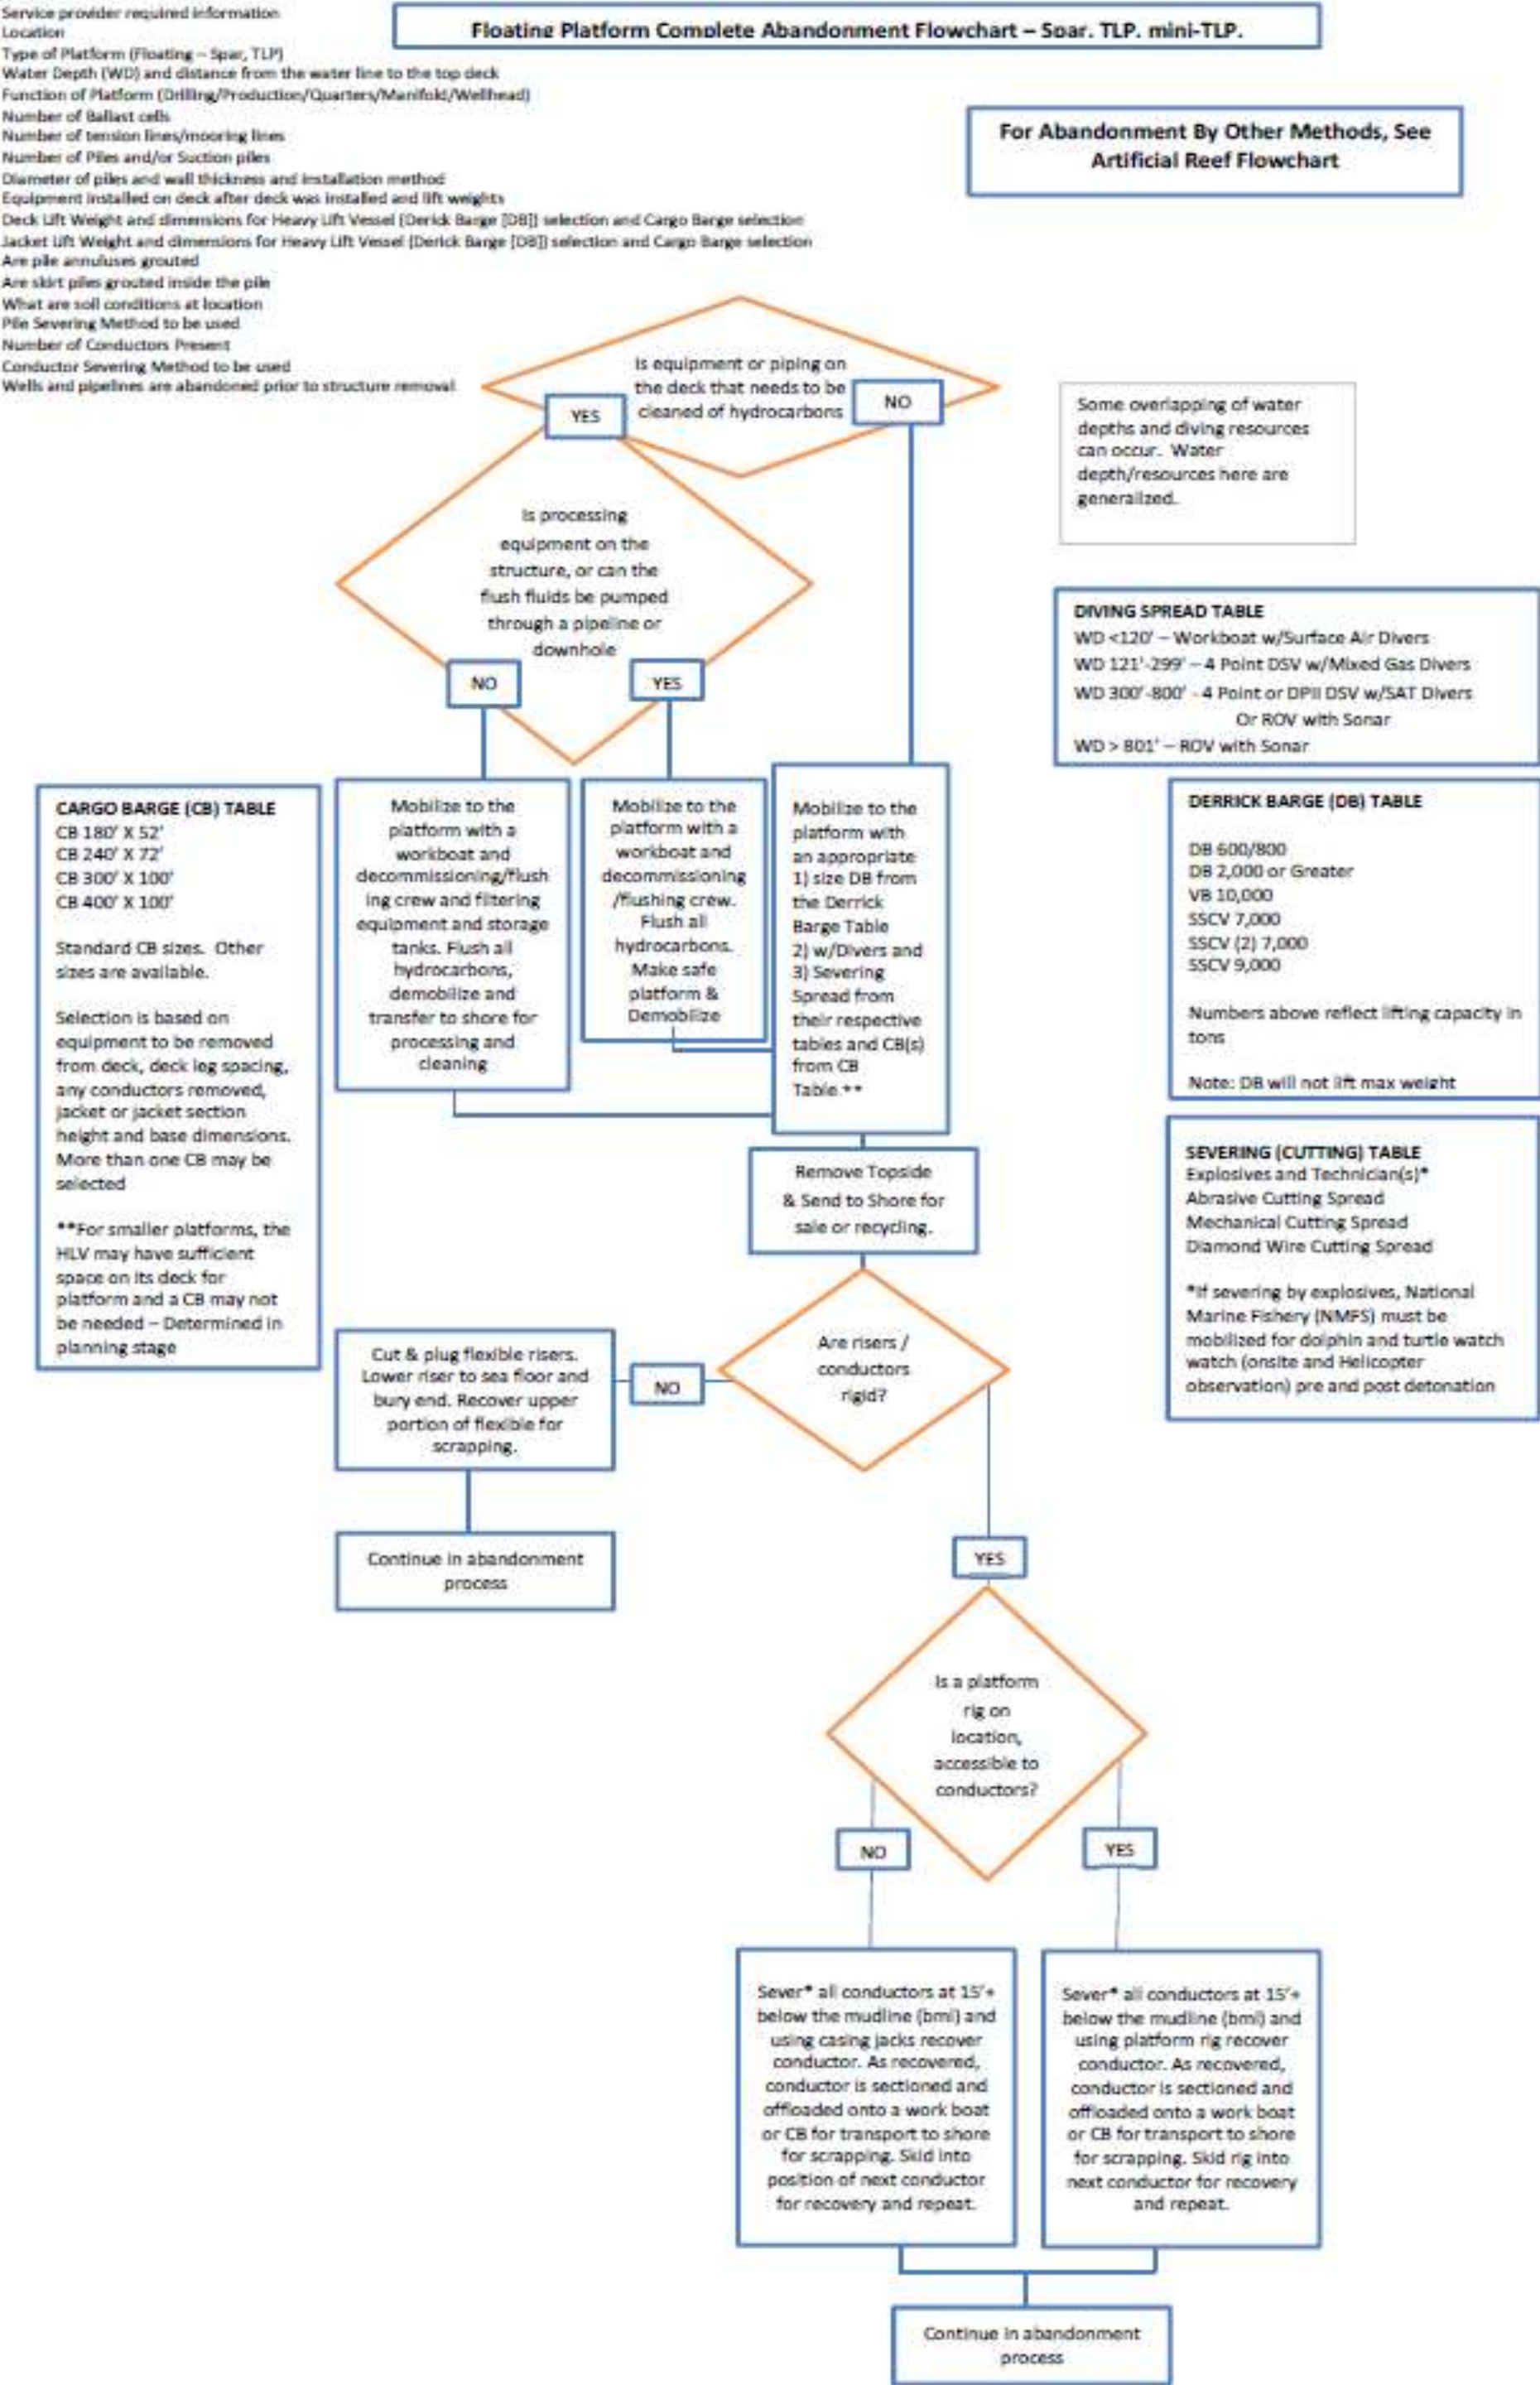 Service provider required information
Location
Type of Platform (Floating – Spar, TLP)
Water Depth (WD) and distance from the water line to the top deck
Function of Platform (Drilling/Production/Quarters/Manifold/Wellhead)
Number of Ballast cells
Number of tension lines/mooring lines
Number of Piles and/or Suction piles
Diameter of piles and wall thickness and installation method
Equipment installed on deck after deck was installed and lift weights
Deck Lift Weight and dimensions for Heavy Lift Vessel (Derick Barge [DB]) selection and Cargo Barge selection
Jacket Lift Weight and dimensions for Heavy Lift Vessel (Derick Barge [DB]) selection and Cargo Barge selection
Are pile annuluses grouted
Are skirt piles grouted inside the pile
What are soil conditions at location
Pile Severing Method to be used
Number of Conductors Present
Conductor Severing Method to be used
Wells and pipelines are abandoned prior to structure removal
Floating Platform Complete Abandonment Flowchart – Spar. TLP. mini-TLP.
For Abandonment By Other Methods, See
Artificial Reef Flowchart
Is equipment or piping on
the deck that needs to be
cleaned of hydrocarbons
YES
NO
Some overlapping of water
depths and diving resources
can occur. Water
depth/resources here are
generalized.
Is processing
equipment on the
structure, or can the
flush fluids be pumped
through a pipeline or
downhole
NO
YES
DIVING SPREAD TABLE
WD <120' – Workboat w/Surface Air Divers
WD 121'-299' – 4 Point DSV w/Mixed Gas Divers
WD 300'-800' - 4 Point or DPII DSV w/SAT Divers
Or ROV with Sonar
WD > 801' – ROV with Sonar
CARGO BARGE (CB) TABLE
CB 180' X 52'
CB 240' X 72'
CB 300' X 100'
CB 400' X 100'
Standard CB sizes. Other
sizes are available.
Selection is based on
equipment to be removed
from deck, deck leg spacing,
any conductors removed,
jacket or jacket section
height and base dimensions.
More than one CB may be
selected
**For smaller platforms, the
HLV may have sufficient
space on its deck for
platform and a CB may not
be needed – Determined in
planning stage
Mobilize to the
platform with a
workboat and
decommissioning/flush
ing crew and filtering
equipment and storage
tanks. Flush all
hydrocarbons,
demobilize and
transfer to shore for
processing and
cleaning
Mobilize to the
platform with a
workboat and
decommissioning
/flushing crew.
Flush all
hydrocarbons.
Make safe
platform &
Demobilize
Mobilize to the
platform with
an appropriate
1) size DB from
the Derrick
Barge Table
2) w/Divers and
3) Severing
Spread from
their respective
tables and CB(s)
from CB
Table.**
DERRICK BARGE (DB) TABLE
DB 600/800
DB 2,000 or Greater
VB 10,000
SSCV 7,000
SSCV (2) 7,000
SSCV 9,000
Numbers above reflect lifting capacity in
tons
Note: DB will not lift max weight
SEVERING (CUTTING) TABLE
Explosives and Technician(s)*
Abrasive Cutting Spread
Mechanical Cutting Spread
Diamond Wire Cutting Spread
*If severing by explosives, National
Marine Fishery (NMFS) must be
mobilized for dolphin and turtle watch
watch (onsite and Helicopter
observation) pre and post detonation
Remove Topside
& Send to Shore for
sale or recycling.
Are risers /
conductors
rigid?
NO
Cut & plug flexible risers.
Lower riser to sea floor and
bury end. Recover upper
portion of flexible for
scrapping.
Continue in abandonment
process
YES
Is a platform
rig on
location,
accessible to
conductors?
NO
YES
Sever* all conductors at 15'+
below the mudline (bml) and
using casing jacks recover
conductor. As recovered,
conductor is sectioned and
offloaded onto a work boat
or CB for transport to shore
for scrapping. Skid into
position of next conductor
for recovery and repeat.
Sever* all conductors at 15'+
below the mudline (bml) and
using platform rig recover
conductor. As recovered,
conductor is sectioned and
offloaded onto a work boat
or CB for transport to shore
for scrapping. Skid rig into
next conductor for recovery
and repeat.
Continue in abandonment
process